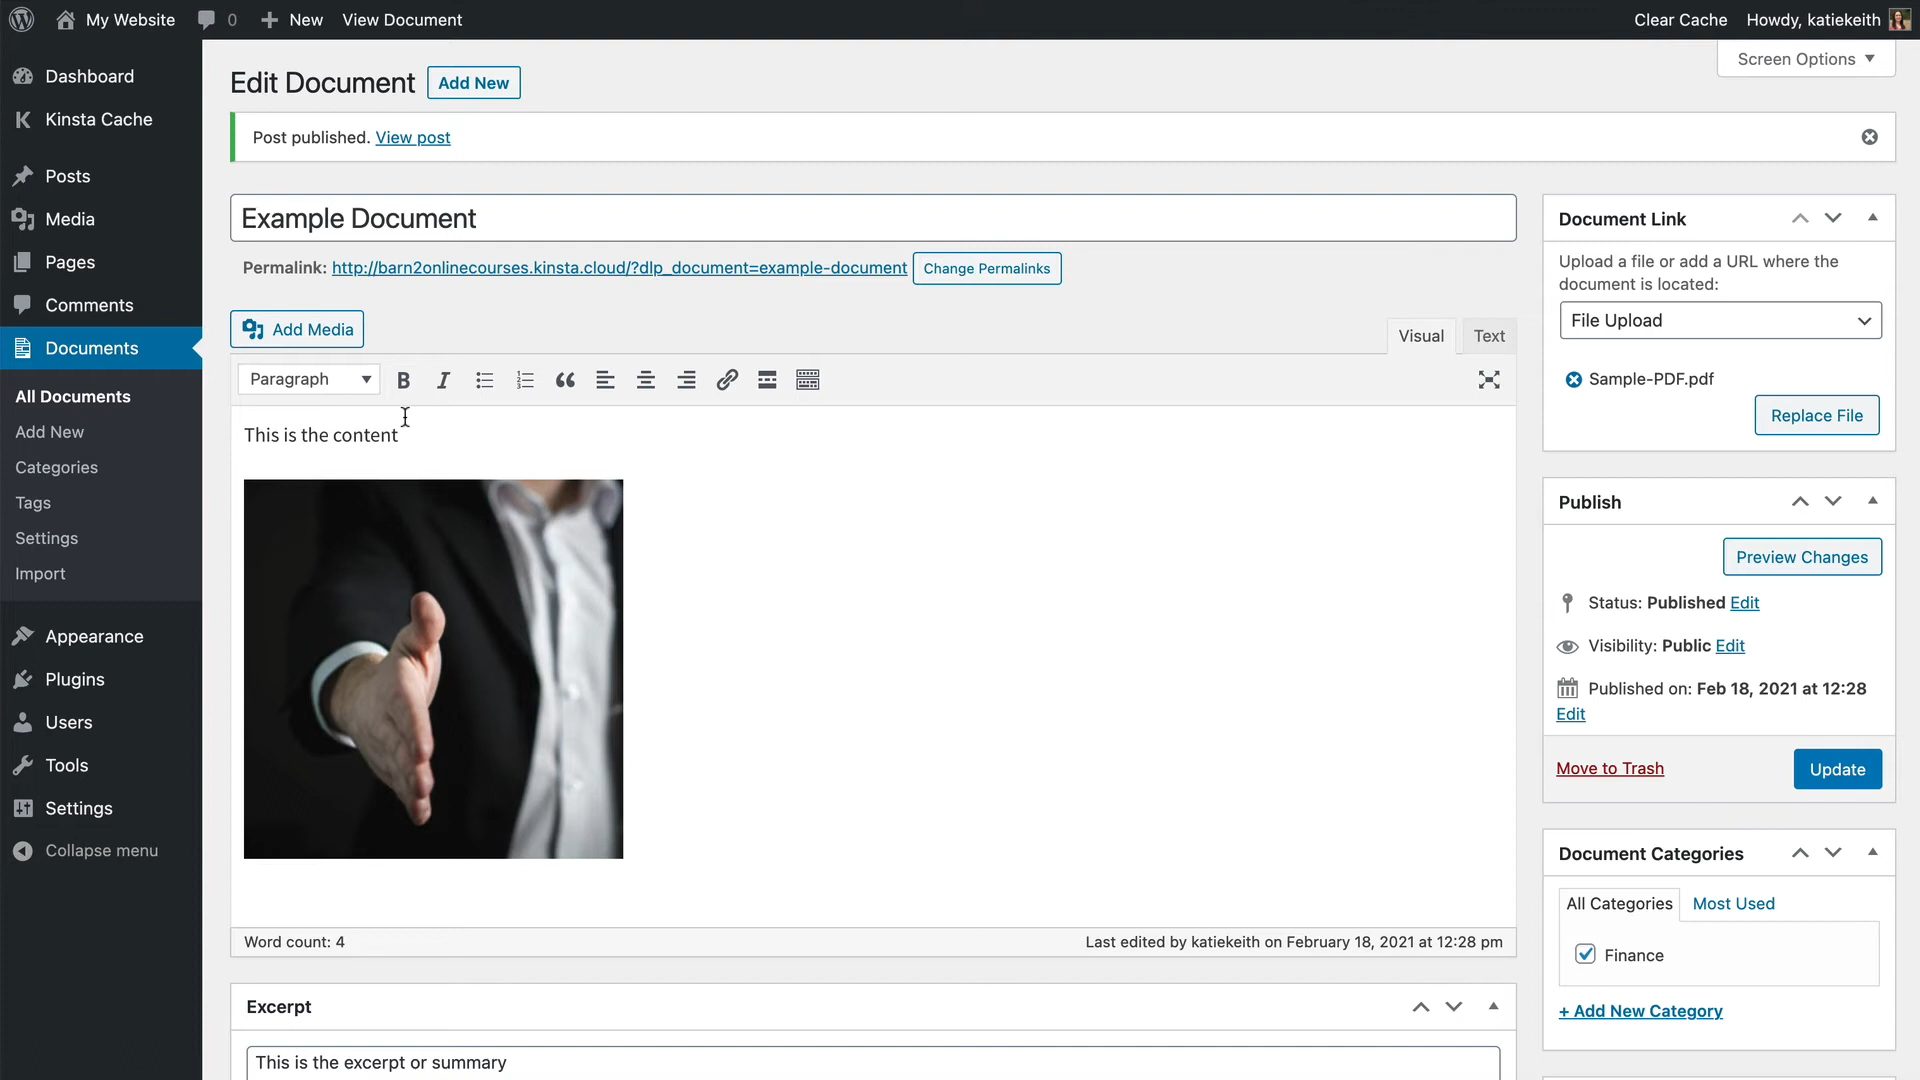 My Website
0
New
View Document
Clear Cache
Howdy, katiekeith
Dashboard
Kinsta Cache
Posts
Media
Pages
Comments
Documents
All Documents
Add New
Categories
Tags
Settings
Import
Appearance
Plugins
Users
Tools
Settings
Collapse menu
Screen Options
Edit Document
Add New
Post published. View post
Example Document
Permalink: http://barn2onlinecourses.kinsta.cloud/?dlp_document=example-document
Change Permalinks
Add Media
Visual
Text
Paragraph
This is the content
Word count: 4
Last edited by katiekeith on February 18, 2021 at 12:28 pm
Excerpt
This is the excerpt or summary
Document Link
Upload a file or add a URL where the
document is located:
File Upload
Sample-PDF.pdf
Replace File
Publish
Preview Changes
Status: Published Edit
Visibility: Public Edit
Published on: Feb 18, 2021 at 12:28
Edit
Move to Trash
Update
Document Categories
All Categories
Most Used
Finance
+ Add New Category